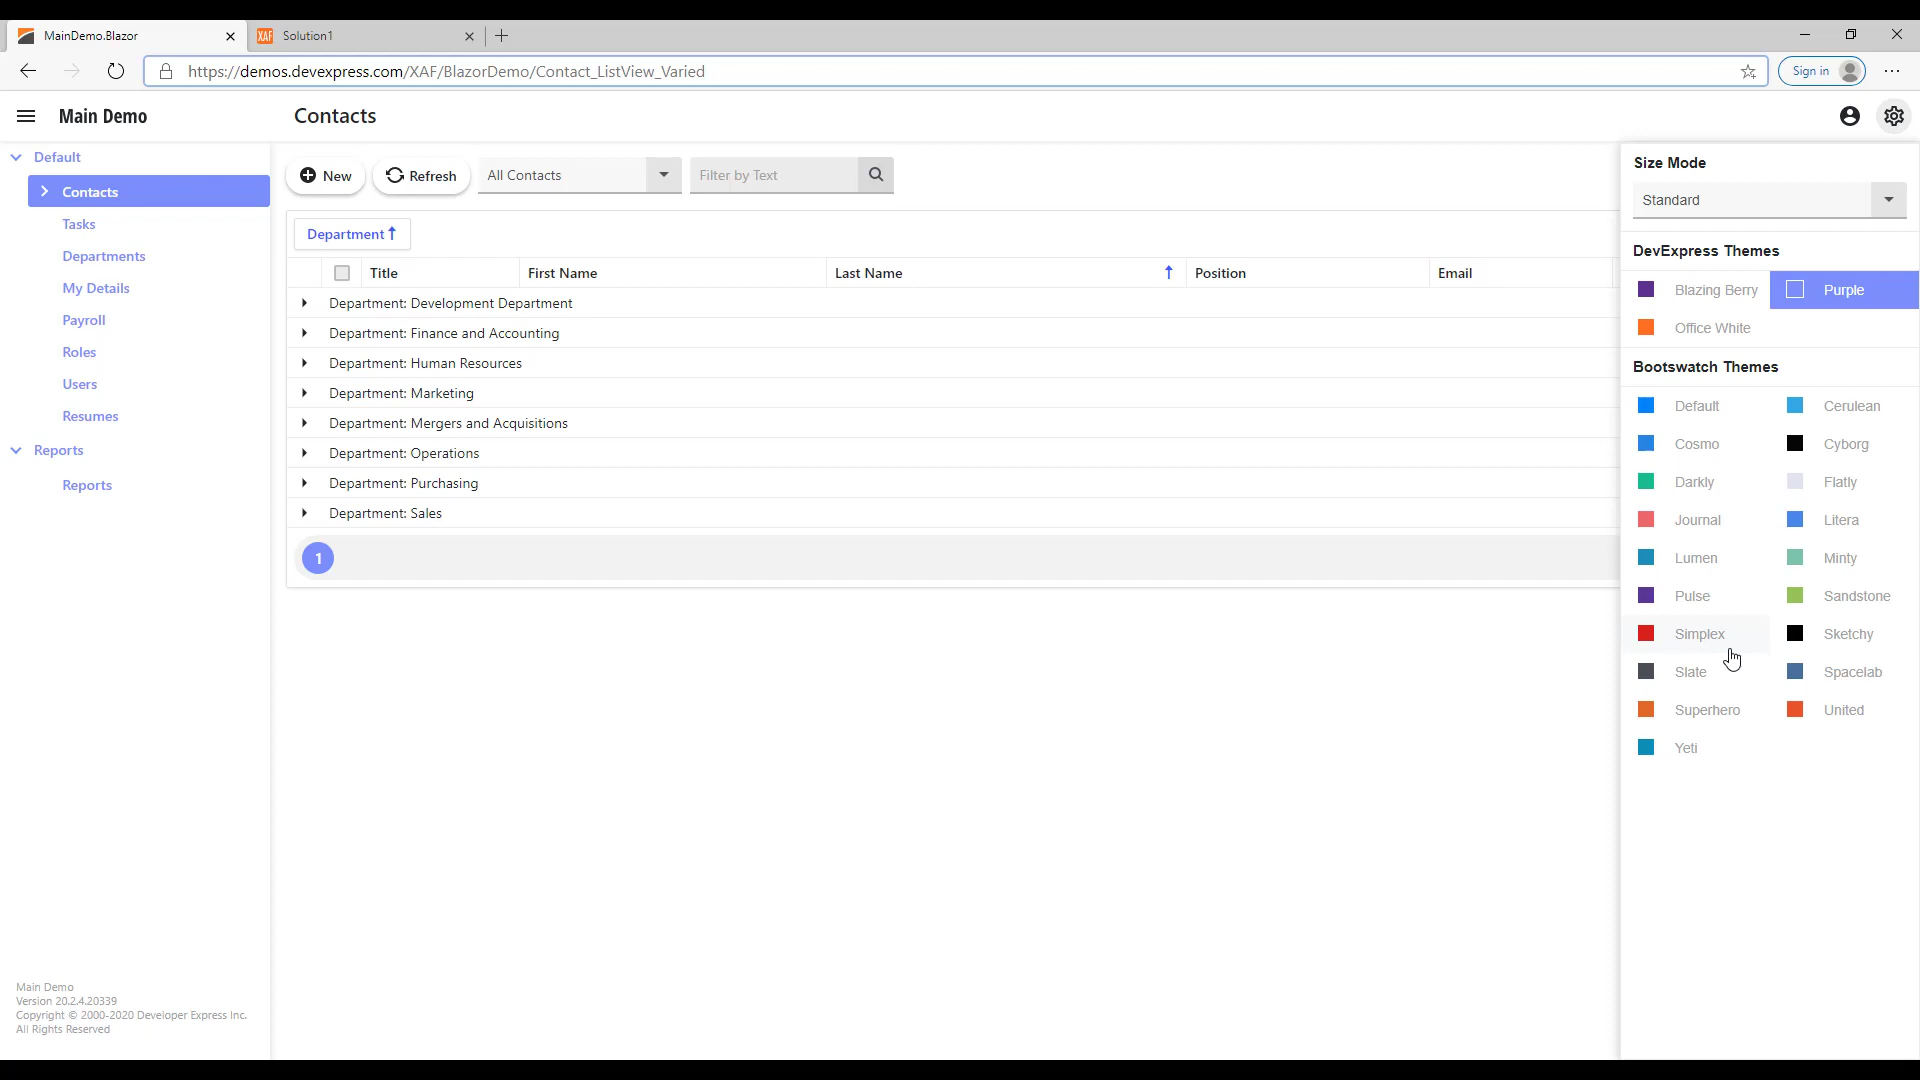 MainDemo.Blazor
Solution1
https://demos.devexpress.com/XAF/BlazorDemo/Contact_ListView_Varied
Sign in
Main Demo
Contacts
Default
Contacts
Tasks
Departments
My Details
Payroll
Roles
Users
Resumes
Reports
Reports
New
Refresh
All Contacts
Filter by Text
Department
Title First Name Last Name Position Email
Department: Development Department
Department: Finance and Accounting
Department: Human Resources
Department: Marketing
Department: Mergers and Acquisitions
Department: Operations
Department: Purchasing
Department: Sales
1
Size Mode
Standard
DevExpress Themes
Blazing Berry Purple
Office White
Bootswatch Themes
Default Cerulean
Cosmo Cyborg
Darkly Flatly
Journal Litera
Lumen Minty
Pulse Sandstone
Simplex Sketchy
Slate Spacelab
Superhero United
Yeti
Main Demo
Version 20.2.4.20339
Copyright © 2000-2020 Developer Express Inc.
All Rights Reserved
XAF